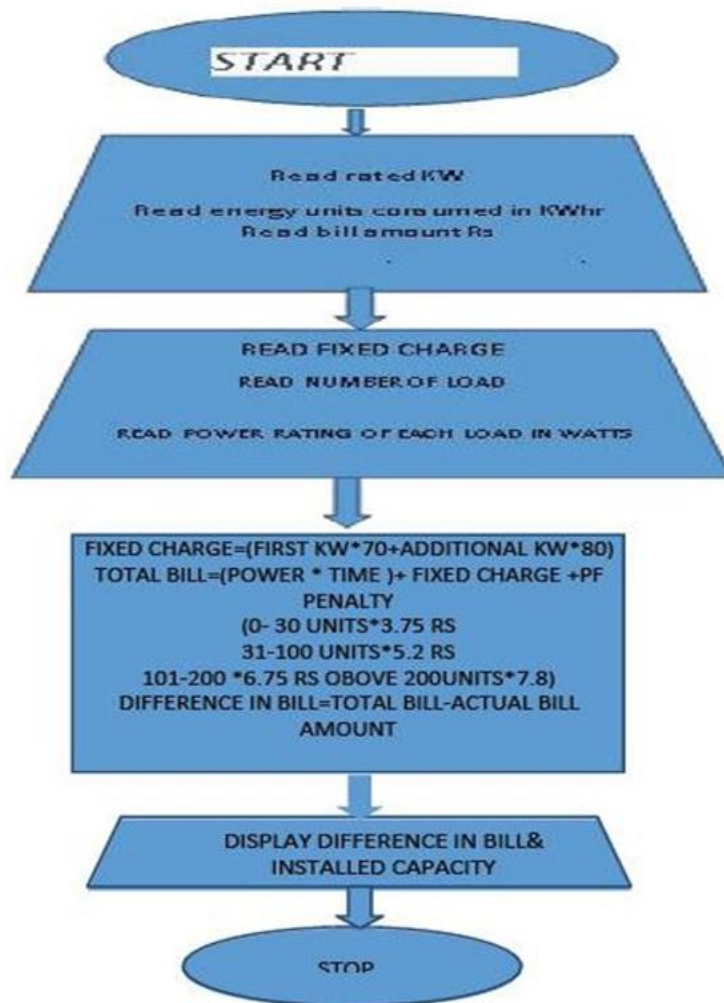 START
Read rated KW
Read energy units consumed in KWhr
Read bill amount Rs
READ FIXED CHARGE
READ NUMBER OF LOAD
READ POWER RATING OF EACH LOAD IN WATTS
FIXED CHARGE=(FIRST KW*70+ADDITIONAL KW*80)
TOTAL BILL=(POWER * TIME )+ FIXED CHARGE +PF
PENALTY
(0- 30 UNITS*3.75 RS
31-100 UNITS*5.2 RS
101-200 *6.75 RS OBOVE 200UNITS*7.8)
DIFFERENCE IN BILL=TOTAL BILL-ACTUAL BILL
AMOUNT
DISPLAY DIFFERENCE IN BILL&
INSTALLED CAPACITY
STOP